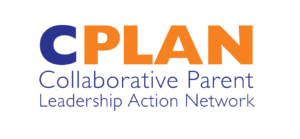 CPLAN
Collaborative Parent
Leadership Action Network